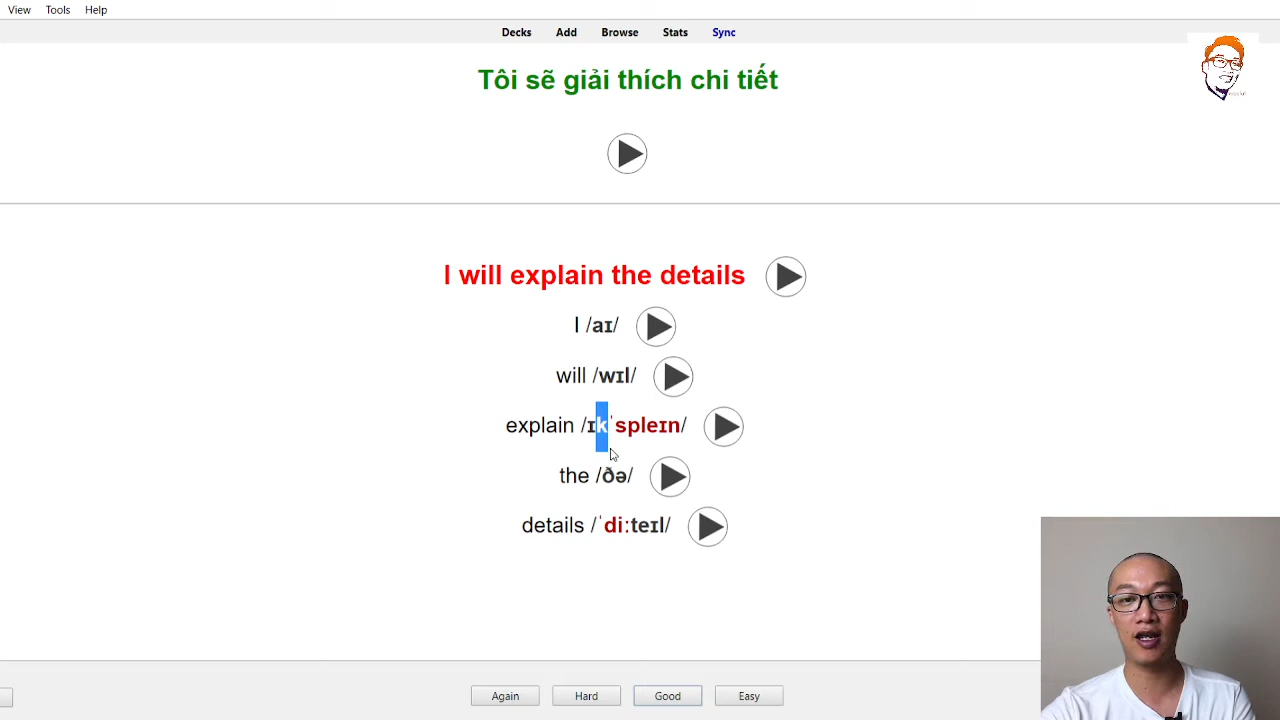 View Tools Help
Decks Add Browse Stats Sync
Tôi sẽ giải thích chi tiết
I will explain the details
I /aɪ/
will /wɪl/
explain /ɪkˈspleɪn/
the /ðə/
details /ˈdiːteɪl/
Again Hard Good Easy